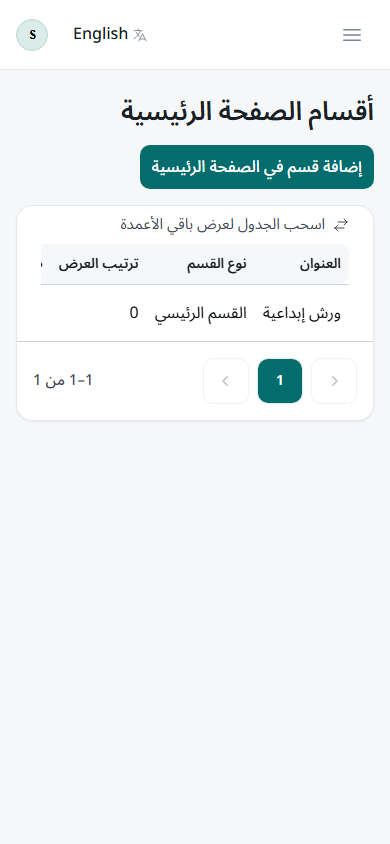 S English
أقسام الصفحة الرئيسية
إضافة قسم في الصفحة الرئيسية
اسحب الجدول لعرض باقي الأعمدة
العنوان نوع القسم ترتيب العرض
ورش إبداعية القسم الرئيسي 0
1 1–1 من 1